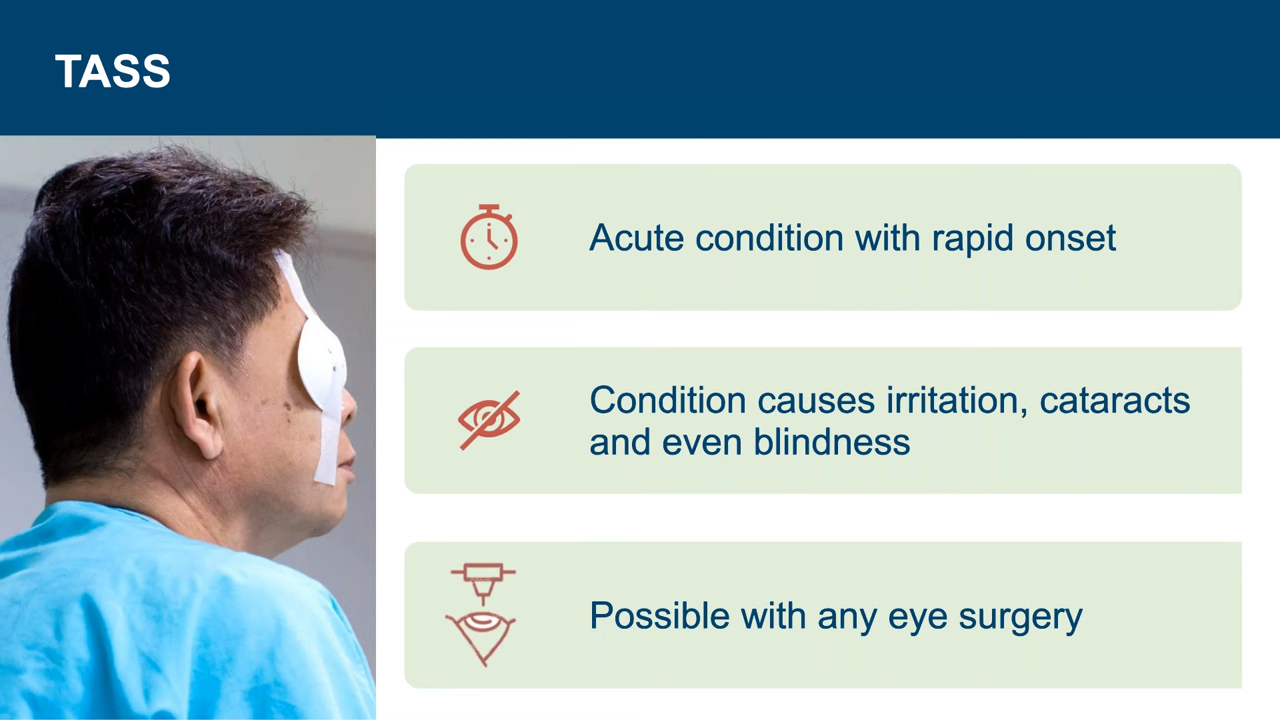 TASS
Acute condition with rapid onset
Condition causes irritation, cataracts
and even blindness
Possible with any eye surgery